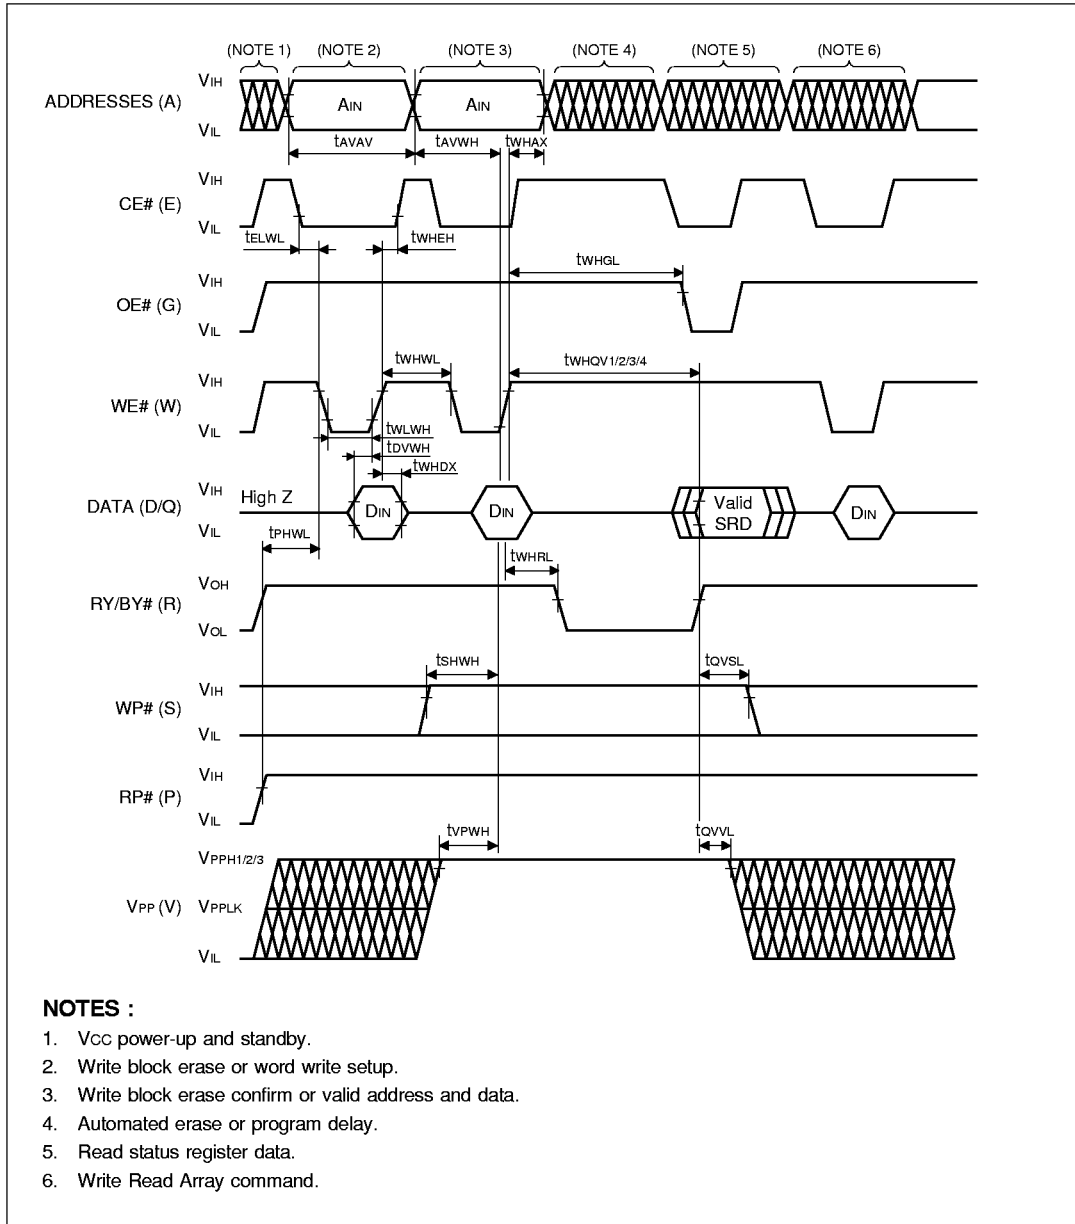 (NOTE 1) (NOTE 2) (NOTE 3) (NOTE 4) (NOTE 5) (NOTE 6)
ADDRESSES (A)
VIH
VIL
AIN AIN
tAVAV tAVWH tWHAX
CE# (E)
VIH
VIL
tELWL tWHEH
tWHGL
OE# (G)
VIH
VIL
tWHWL tWHQV1/2/3/4
WE# (W)
VIH
VIL
tWLWH
tDVWH
tWHDX
DATA (D/Q)
VIH
VIL
High Z
DIN DIN Valid SRD DIN
tPHWL tWHRL
RY/BY# (R)
VOH
VOL
tSHWH tQVSL
WP# (S)
VIH
VIL
RP# (P)
VIH
VIL
tVPWH tQVVL
VPP (V)
VPPH1/2/3
VPPLK
VIL
NOTES :
1. VCC power-up and standby.
2. Write block erase or word write setup.
3. Write block erase confirm or valid address and data.
4. Automated erase or program delay.
5. Read status register data.
6. Write Read Array command.